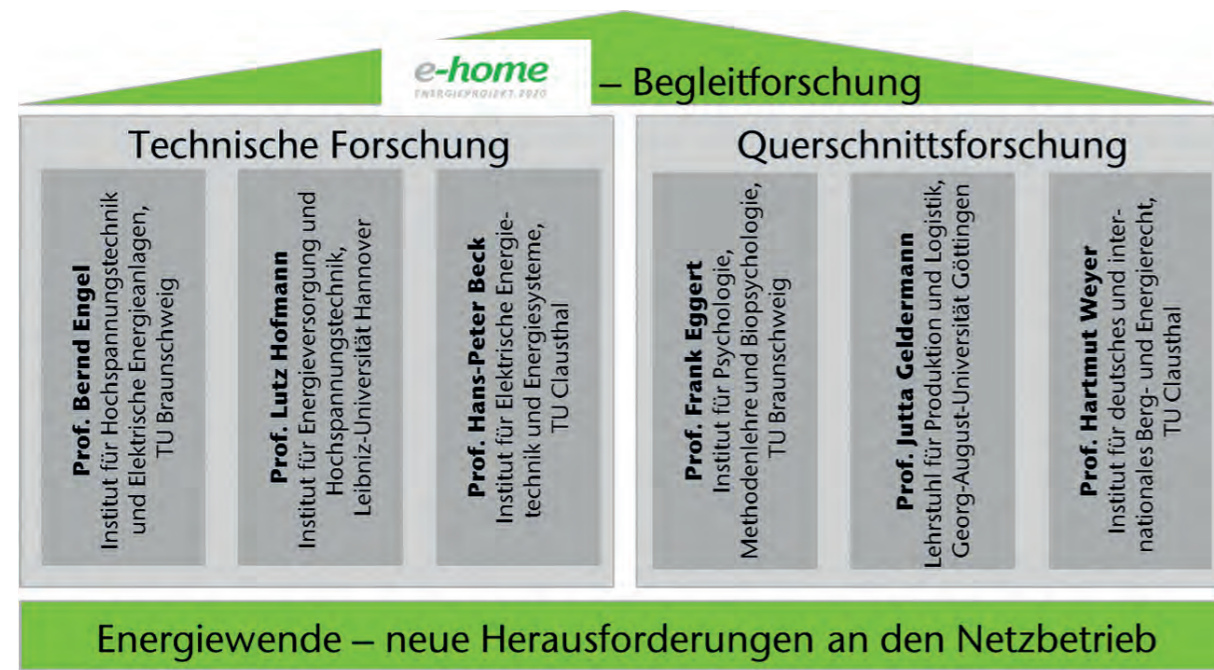 e-home
ENERGIEPROJEKT.2020
– Begleitforschung
Technische Forschung
Prof. Bernd Engel
Institut für Hochspannungstechnik
und Elektrische Energieanlagen,
TU Braunschweig
Prof. Lutz Hofmann
Institut für Energieversorgung und
Hochspannungstechnik,
Leibniz-Universität Hannover
Prof. Hans-Peter Beck
Institut für Elektrische Energie-
technik und Energiesysteme,
TU Clausthal
Querschnittsforschung
Prof. Frank Eggert
Institut für Psychologie,
Methodenlehre und Biopsychologie,
TU Braunschweig
Prof. Jutta Geldermann
Lehrstuhl für Produktion und Logistik,
Georg-August-Universität Göttingen
Prof. Hartmut Weyer
Institut für deutsches und inter-
nationales Berg- und Energierecht,
TU Clausthal
Energiewende – neue Herausforderungen an den Netzbetrieb